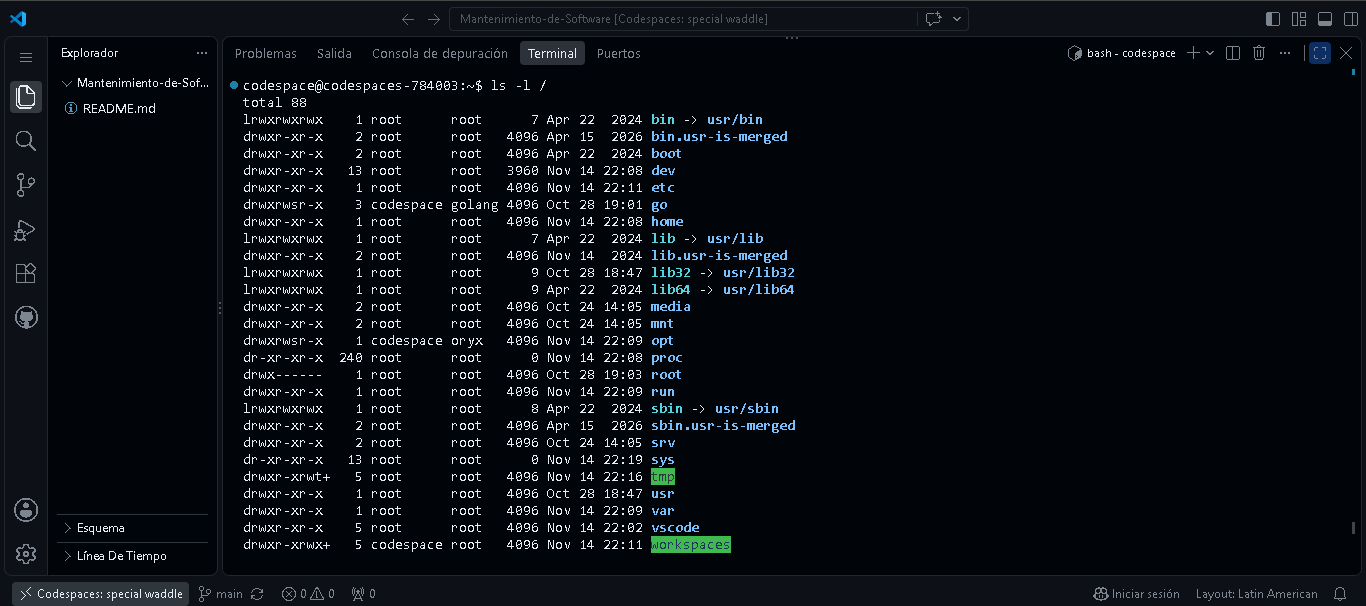 Mantenimiento-de-Software [Codespaces: special waddle]
Explorador
Mantenimiento-de-Sof...
README.md
Esquema
Línea De Tiempo
Problemas Salida Consola de depuración Terminal Puertos
bash - codespace
codespace@codespaces-784003:~$ ls -l /
total 88
lrwxrwxrwx 1 root root 7 Apr 22 2024 bin -> usr/bin
drwxr-xr-x 2 root root 4096 Apr 15 2026 bin.usr-is-merged
drwxr-xr-x 2 root root 4096 Apr 22 2024 boot
drwxr-xr-x 13 root root 3960 Nov 14 22:08 dev
drwxr-xr-x 1 root root 4096 Nov 14 22:11 etc
drwxrwsr-x 3 codespace golang 4096 Oct 28 19:01 go
drwxr-xr-x 1 root root 4096 Nov 14 22:08 home
lrwxrwxrwx 1 root root 7 Apr 22 2024 lib -> usr/lib
drwxr-xr-x 2 root root 4096 Nov 14 2024 lib.usr-is-merged
lrwxrwxrwx 1 root root 9 Oct 28 18:47 lib32 -> usr/lib32
lrwxrwxrwx 1 root root 9 Apr 22 2024 lib64 -> usr/lib64
drwxr-xr-x 2 root root 4096 Oct 24 14:05 media
drwxr-xr-x 2 root root 4096 Oct 24 14:05 mnt
drwxrwsr-x 1 codespace oryx 4096 Nov 14 22:09 opt
dr-xr-xr-x 240 root root 0 Nov 14 22:08 proc
drwx------ 1 root root 4096 Oct 28 19:03 root
drwxr-xr-x 1 root root 4096 Nov 14 22:09 run
lrwxrwxrwx 1 root root 8 Apr 22 2024 sbin -> usr/sbin
drwxr-xr-x 2 root root 4096 Apr 15 2026 sbin.usr-is-merged
drwxr-xr-x 2 root root 4096 Oct 24 14:05 srv
dr-xr-xr-x 13 root root 0 Nov 14 22:19 sys
drwxr-xrwt+ 5 root root 4096 Nov 14 22:16 tmp
drwxr-xr-x 1 root root 4096 Oct 28 18:47 usr
drwxr-xr-x 1 root root 4096 Nov 14 22:09 var
drwxr-xr-x 5 root root 4096 Nov 14 22:02 vscode
drwxr-xrwx+ 5 codespace root 4096 Nov 14 22:11 workspaces
Codespaces: special waddle main 0 0 0 Iniciar sesión Layout: Latin American